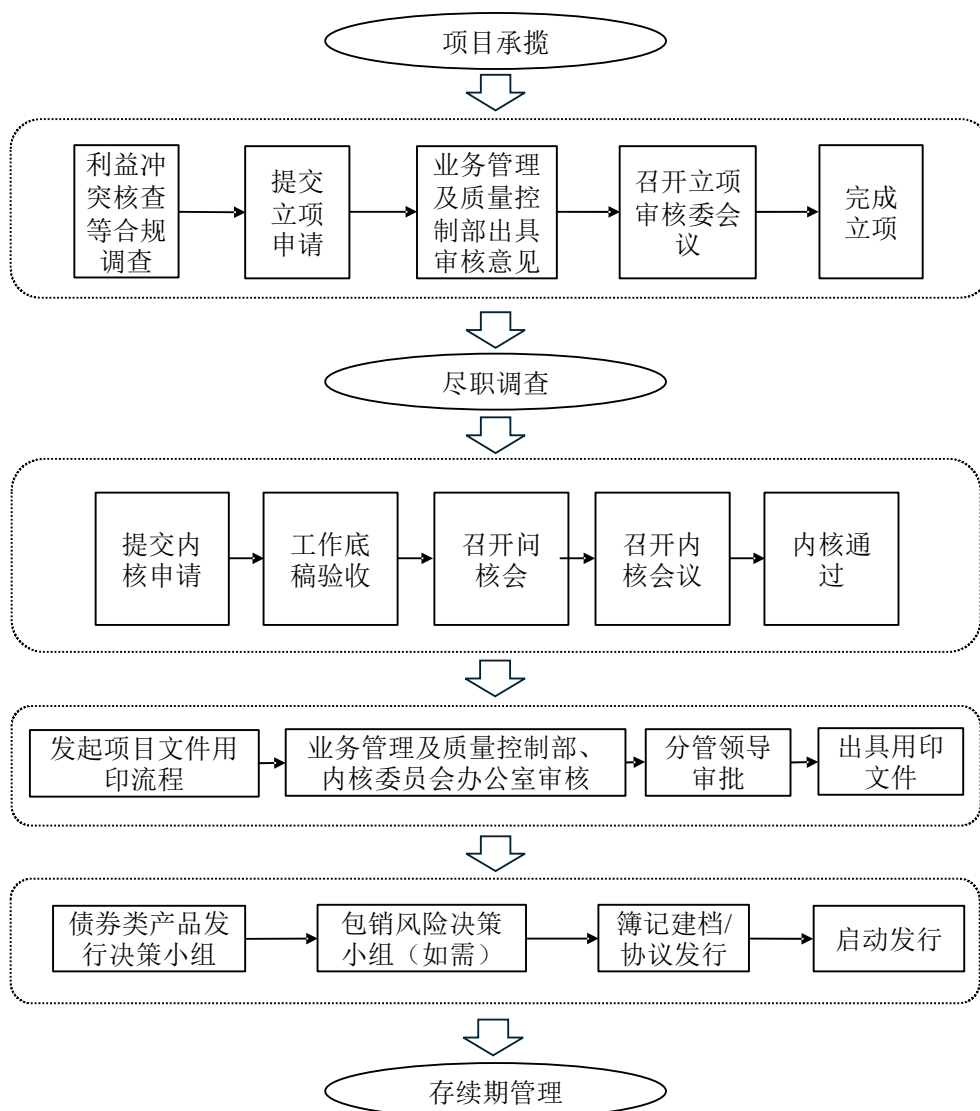 项目承揽
利益冲
突核查
等合规
调查
提交
立项
申请
业务管理
及质量控
制部出具
审核意见
召开立项
审核委会
议
完成
立项
尽职调查
提交内
核申请
工作底
稿验收
召开问
核会
召开内
核会议
内核通
过
发起项目文件用
印流程
业务管理及质量控制部、
内核委员会办公室审核
分管领导
审批
出具用印
文件
债券类产品发
行决策小组
包销风险决策
小组（如需）
簿记建档/
协议发行
启动发行
存续期管理